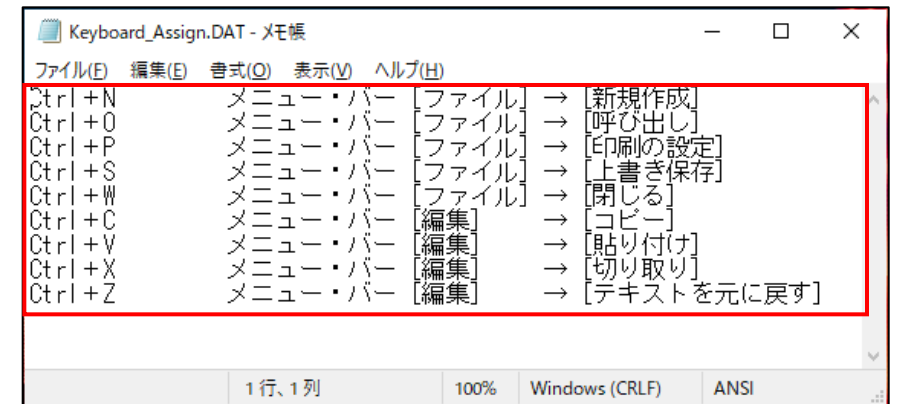 Keyboard_Assign.DAT - メモ帳
ファイル(F) 編集(E) 書式(O) 表示(V) ヘルプ(H)
Ctrl+N メニュー・バー [ファイル] → [新規作成]
Ctrl+O メニュー・バー [ファイル] → [呼び出し]
Ctrl+P メニュー・バー [ファイル] → [印刷の設定]
Ctrl+S メニュー・バー [ファイル] → [上書き保存]
Ctrl+W メニュー・バー [ファイル] → [閉じる]
Ctrl+C メニュー・バー [編集] → [コピー]
Ctrl+V メニュー・バー [編集] → [貼り付け]
Ctrl+X メニュー・バー [編集] → [切り取り]
Ctrl+Z メニュー・バー [編集] → [テキストを元に戻す]
1 行、1 列 100% Windows (CRLF) ANSI